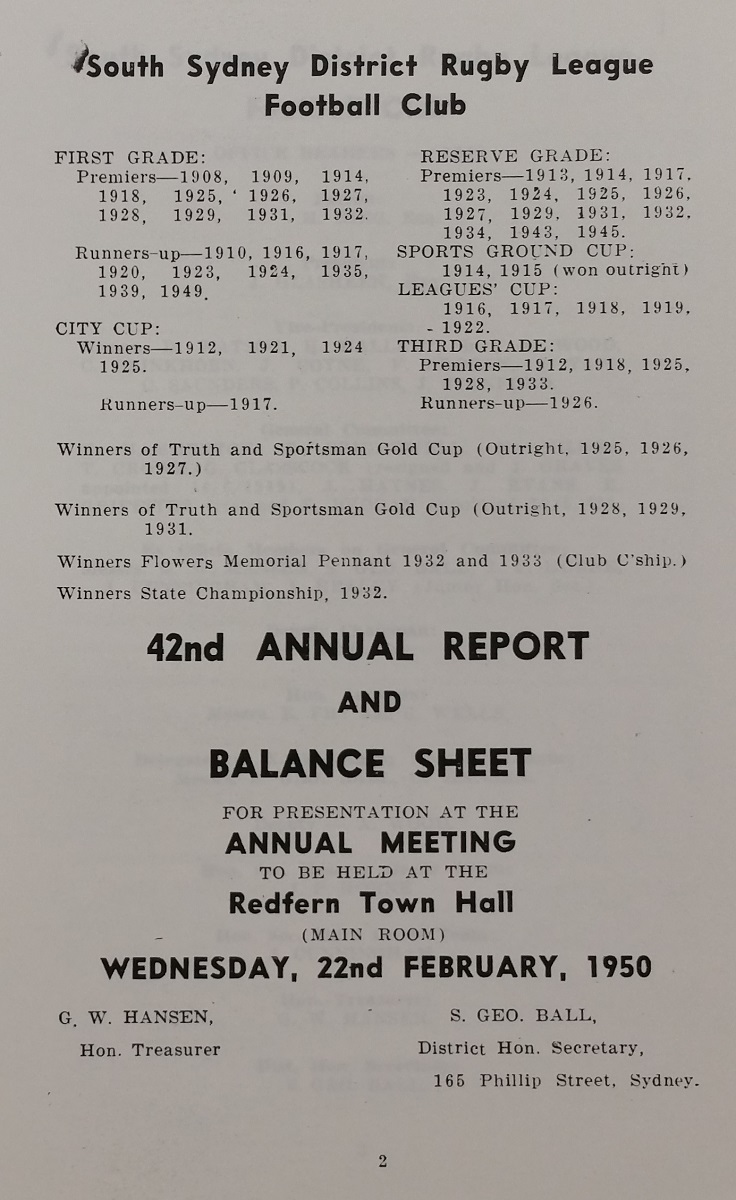 South Sydney District Rugby League
Football Club
FIRST GRADE:
Premiers—1908, 1909, 1914,
1918, 1925, 1926, 1927,
1928, 1929, 1931, 1932.
Runners-up—1910, 1916, 1917,
1920, 1923, 1924, 1935,
1939, 1949.
CITY CUP:
Winners—1912, 1921, 1924
1925.
Runners-up—1917.
RESERVE GRADE:
Premiers—1913, 1914, 1917.
1923, 1924, 1925, 1926,
1927, 1929, 1931, 1932,
1934, 1943, 1945.
SPORTS GROUND CUP:
1914, 1915 (won outright)
LEAGUES' CUP:
1916, 1917, 1918, 1919,
- 1922.
THIRD GRADE:
Premiers—1912, 1918, 1925,
1928, 1933.
Runners-up—1926.
Winners of Truth and Sportsman Gold Cup (Outright, 1925, 1926,
1927.)
Winners of Truth and Sportsman Gold Cup (Outright, 1928, 1929,
1931.
Winners Flowers Memorial Pennant 1932 and 1933 (Club C'ship.)
Winners State Championship, 1932.
42nd ANNUAL REPORT
AND
BALANCE SHEET
FOR PRESENTATION AT THE
ANNUAL MEETING
TO BE HELD AT THE
Redfern Town Hall
(MAIN ROOM)
WEDNESDAY, 22nd FEBRUARY, 1950
G. W. HANSEN,
Hon. Treasurer
S. GEO. BALL,
District Hon. Secretary,
165 Phillip Street, Sydney.
2